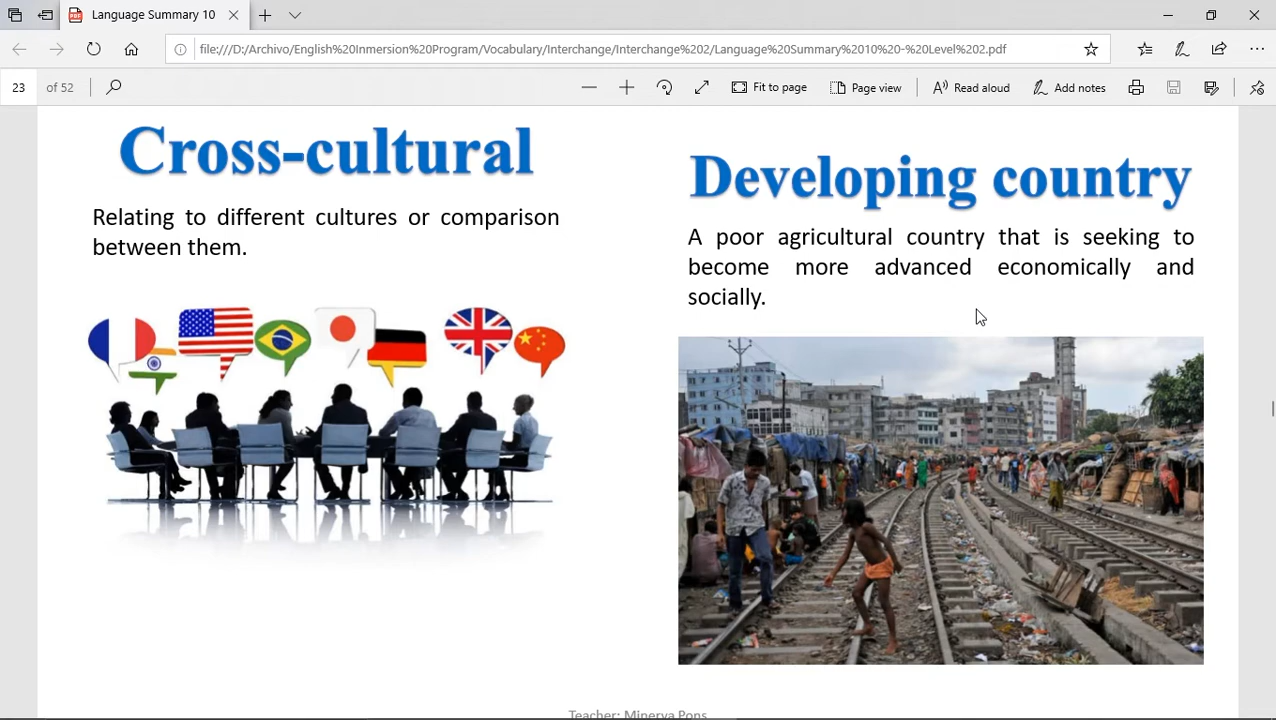 Language Summary 10
file:///D:/Archivo/English%20Inmersion%20Program/Vocabulary/Interchange/Interchange%202/Language%20Summary%2010%20-%20Level%202.pdf
23 of 52
Fit to page
Page view
Read aloud
Add notes
Cross-cultural
Relating to different cultures or comparison
between them.
Developing country
A poor agricultural country that is seeking to
become more advanced economically and
socially.
Teacher: Minerva Pons